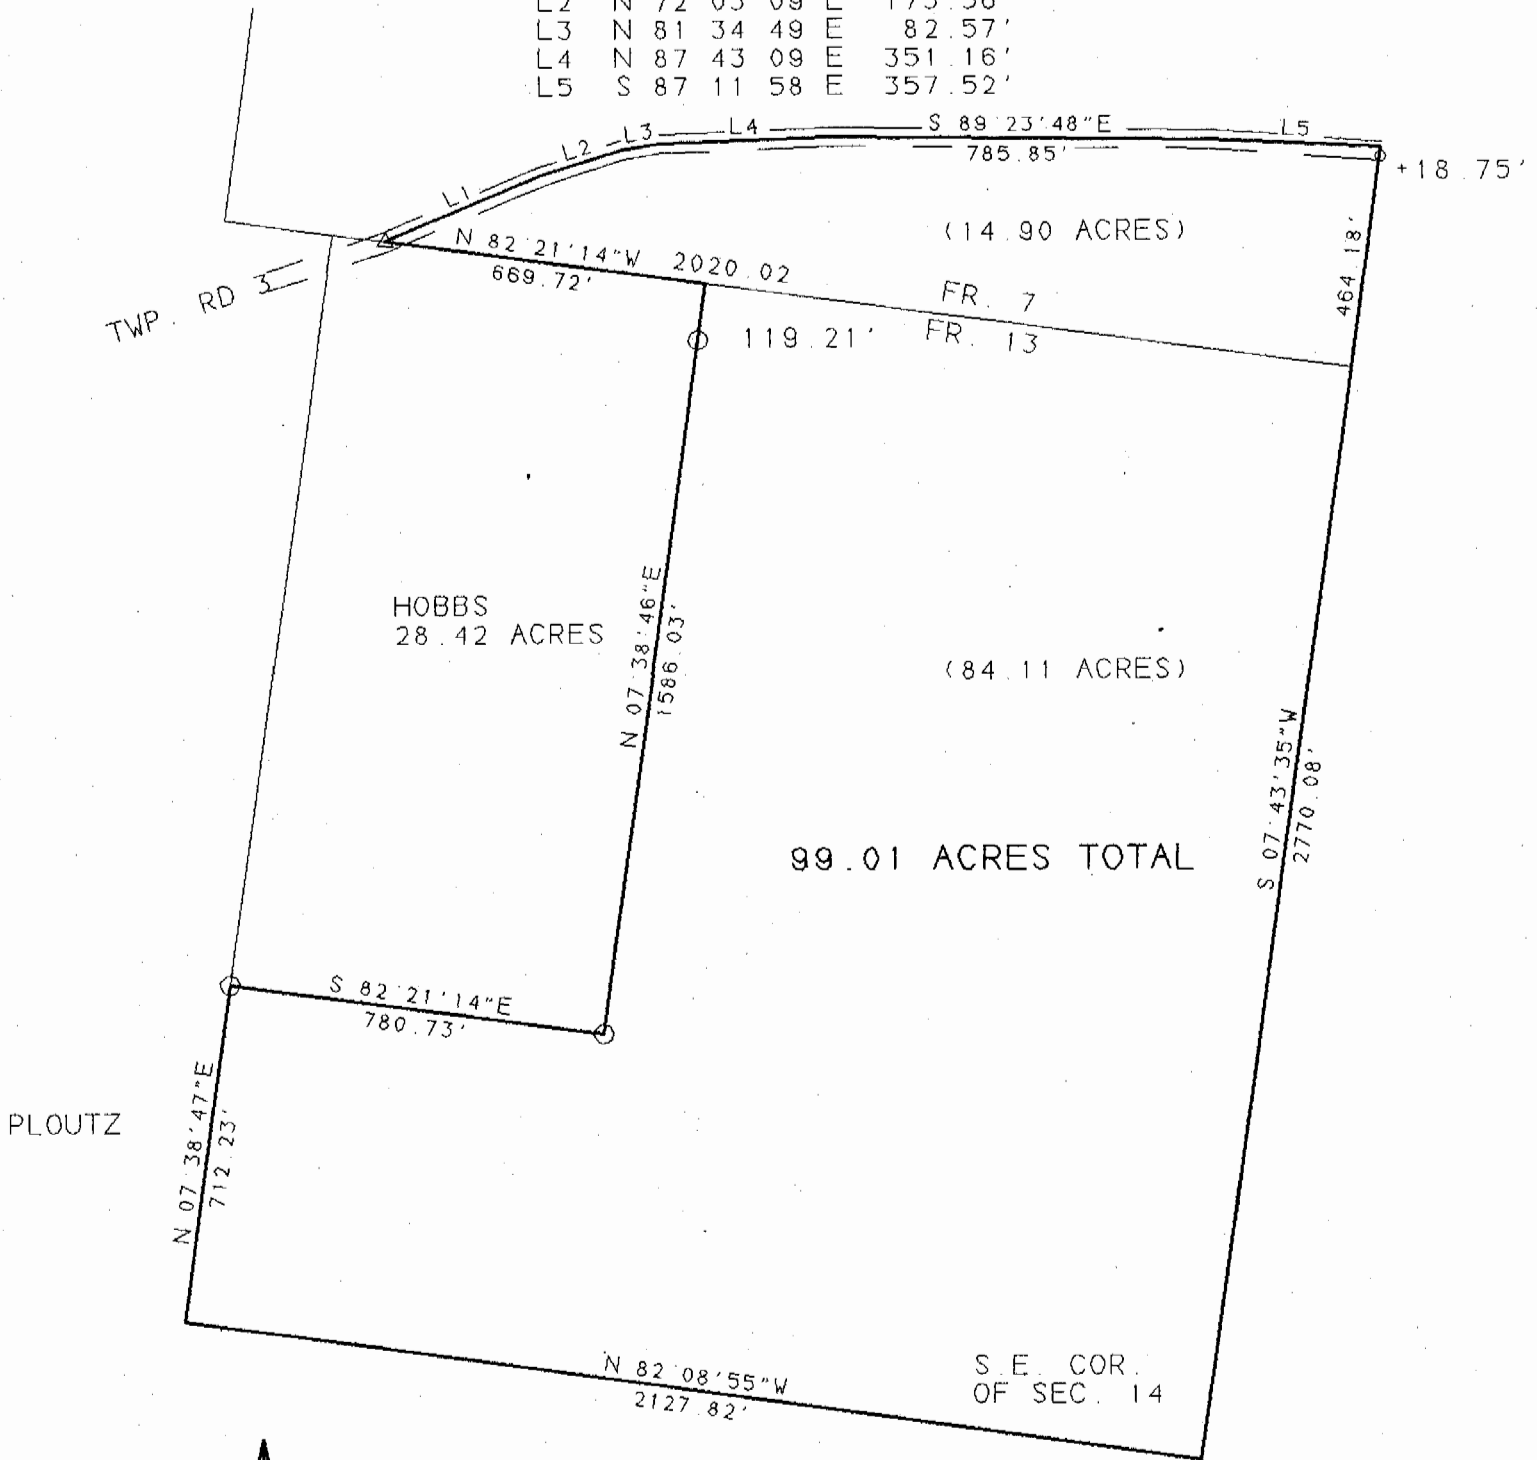 L2 N 72 03 09 E
L3 N 81 34 49 E 82.57'
L4 N 87 43 09 E 351.16'
L5 S 87 11 58 E 357.52'
L1
L2
L3
L4
S 89 23'48"E
785.85'
L5
+18.75'
(14.90 ACRES)
464.18'
N 82 21'14"W 2020.02
669.72'
TWP. RD 3
FR. 7
FR. 13
119.21'
HOBBS
28.42 ACRES
N 07 38'46"E
1586.03'
(84.11 ACRES)
S 07 43'35"W
2770.08'
99.01 ACRES TOTAL
S 82 21'14"E
780.73'
PLOUTZ
N 07 38'47"E
712.23'
N 82 08'55"W
2127.82'
S.E. COR.
OF SEC. 14